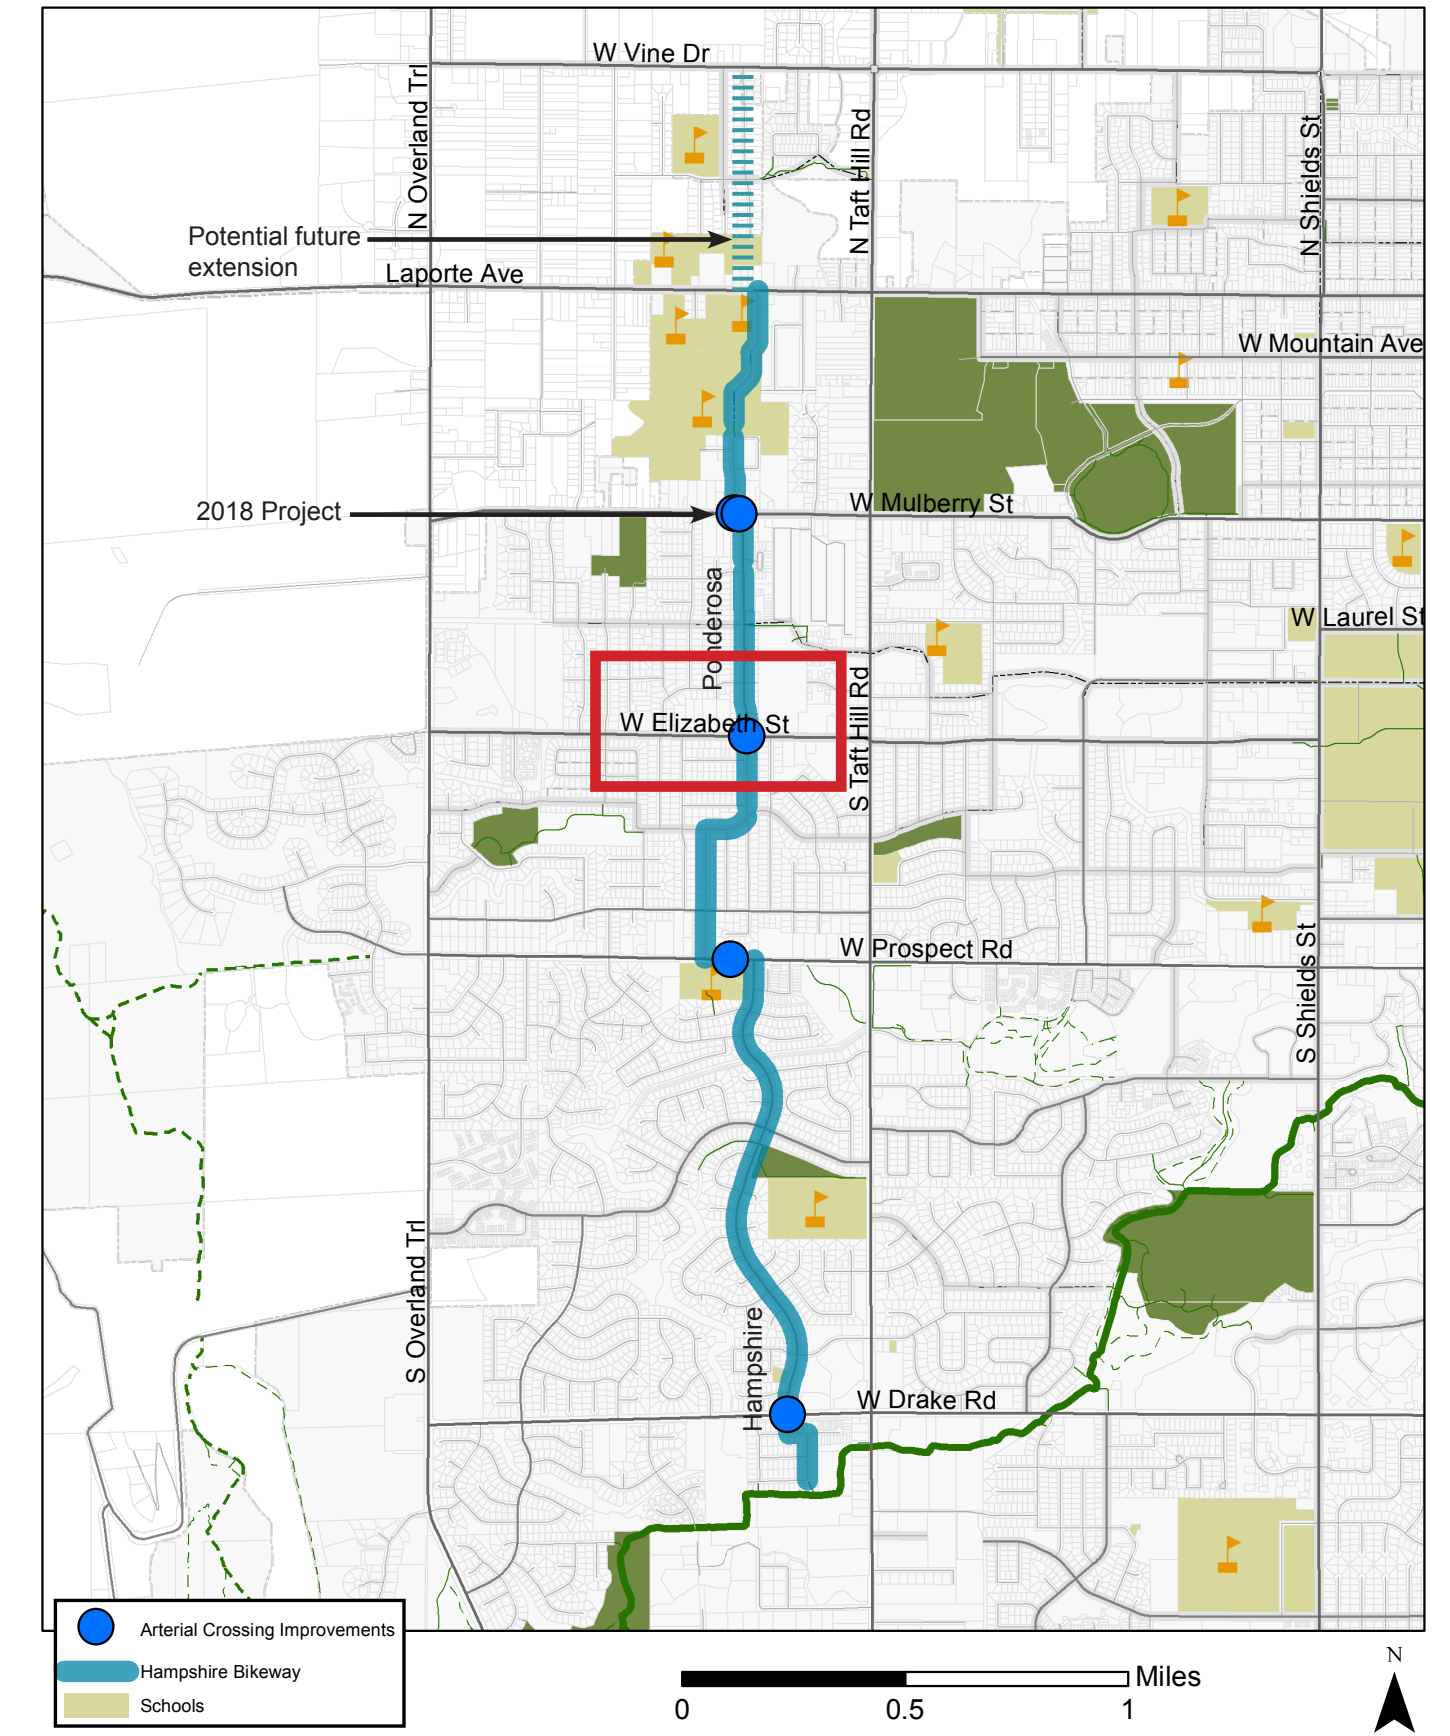 W Vine Dr
N Overland Trl
N Taft Hill Rd
N Shields St
Potential future
extension
Laporte Ave
W Mountain Ave
2018 Project
W Mulberry St
Ponderosa
W Laurel St
W Elizabeth St
S Taft Hill Rd
W Prospect Rd
S Shields St
S Overland Trl
Hampshire
W Drake Rd
Arterial Crossing Improvements
Hampshire Bikeway
Schools
Miles
0 0.5 1
N